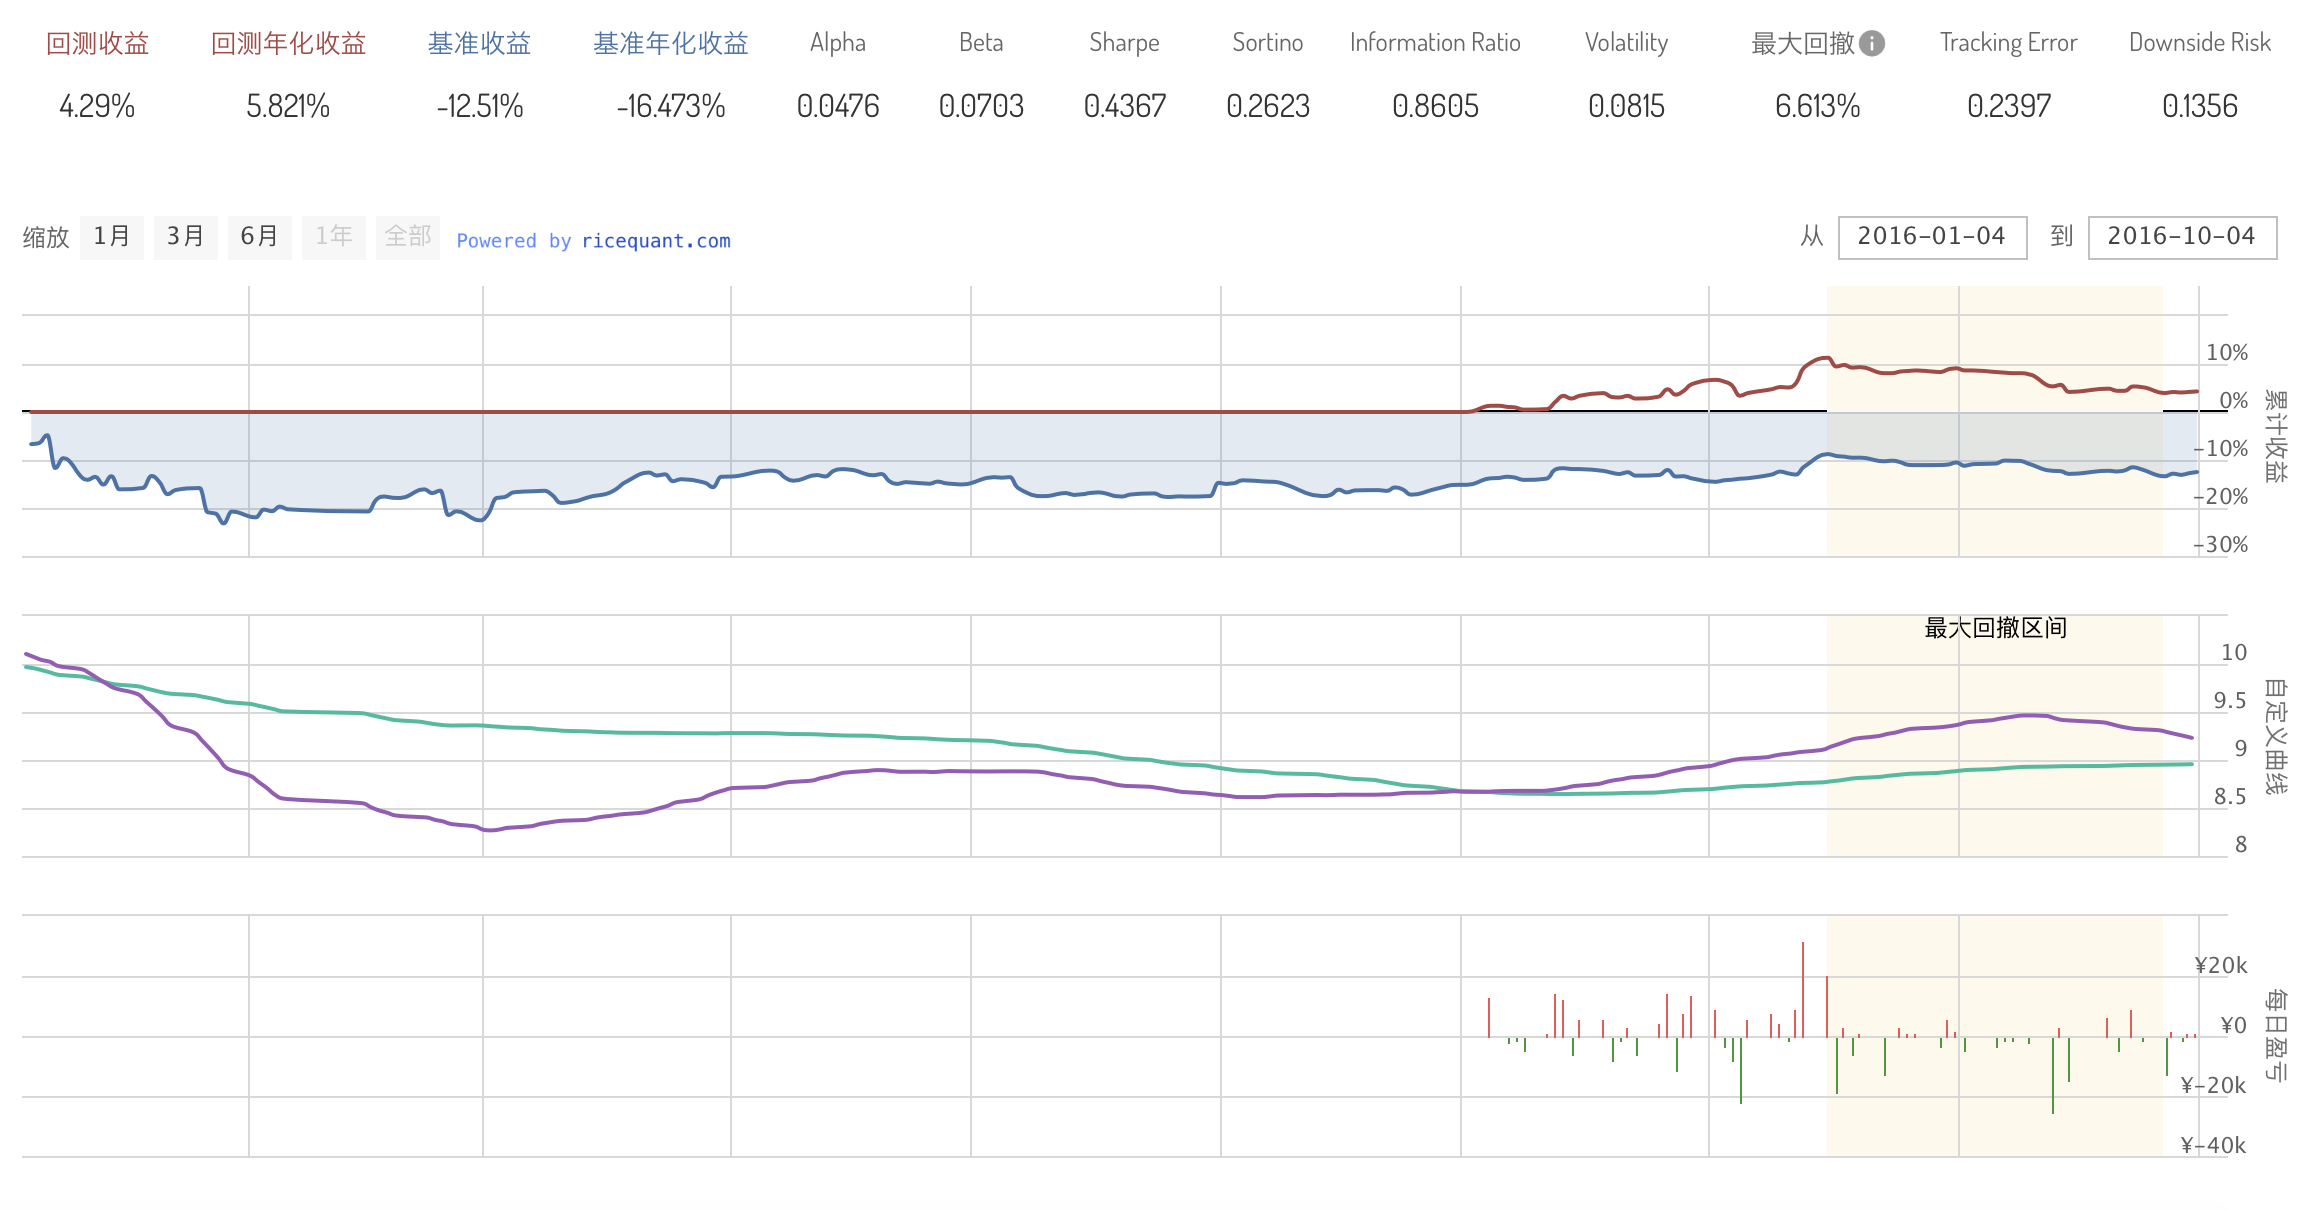 回测收益 回测年化收益 基准收益 基准年化收益 Alpha Beta Sharpe Sortino Information Ratio Volatility 最大回撤 i Tracking Error Downside Risk
4.29% 5.821% -12.51% -16.473% 0.0476 0.0703 0.4367 0.2623 0.8605 0.0815 6.613% 0.2397 0.1356
缩放 1月 3月 6月 1年 全部 Powered by ricequant.com 从 2016-01-04 到 2016-10-04
10%
0%
-10%
-20%
-30%
累计收益
最大回撤区间
10
9.5
9
8.5
8
自定义曲线
¥20k
¥0
¥-20k
¥-40k
每日盈亏